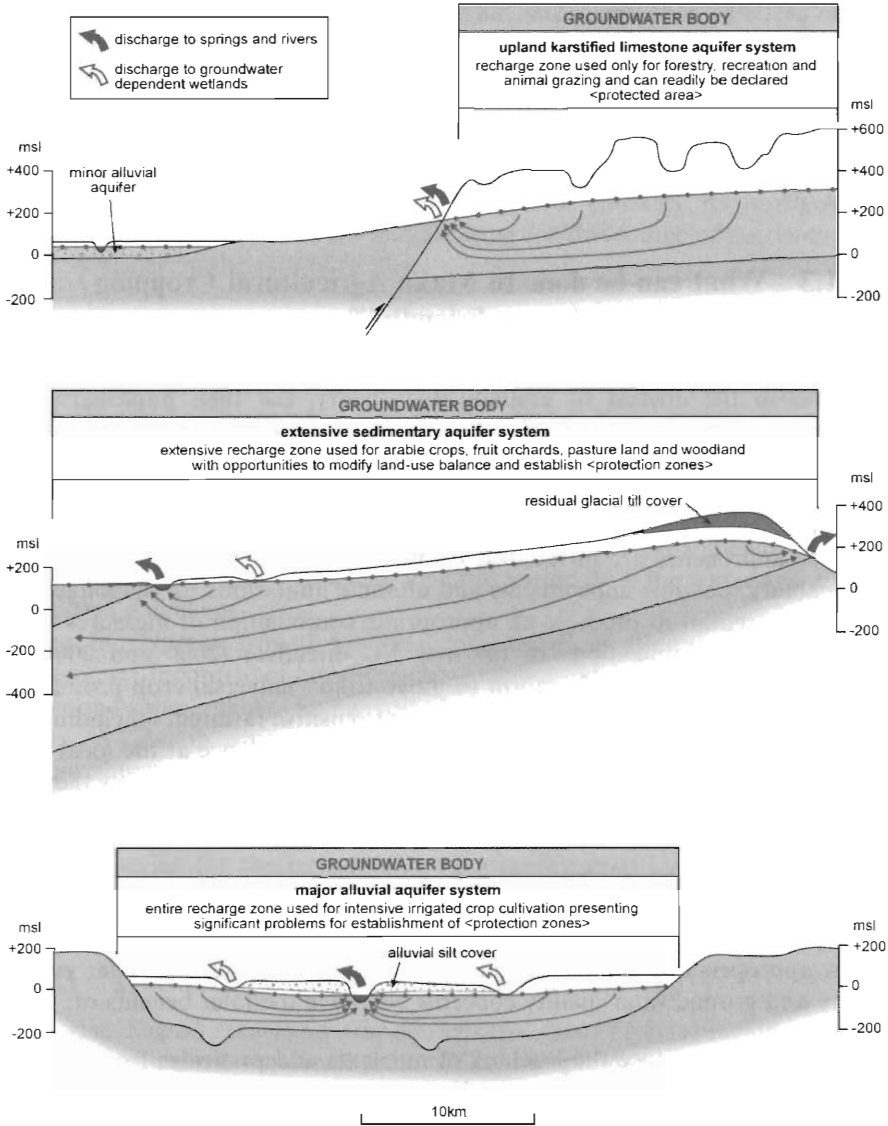 discharge to springs and rivers
discharge to groundwater
dependent wetlands
GROUNDWATER BODY
upland karstified limestone aquifer system
recharge zone used only for forestry, recreation and
animal grazing and can readily be declared
<protected area>
msl
+400
+200
0
-200
minor alluvial
aquifer
msl
+600
+400
+200
0
-200
GROUNDWATER BODY
extensive sedimentary aquifer system
extensive recharge zone used for arable crops, fruit orchards, pasture land and woodland
with opportunities to modify land-use balance and establish <protection zones>
residual glacial till cover
msl
+200
0
-200
-400
msl
+400
+200
0
-200
GROUNDWATER BODY
major alluvial aquifer system
entire recharge zone used for intensive irrigated crop cultivation presenting
significant problems for establishment of <protection zones>
alluvial silt cover
msl
+200
0
-200
msl
+200
0
-200
10km